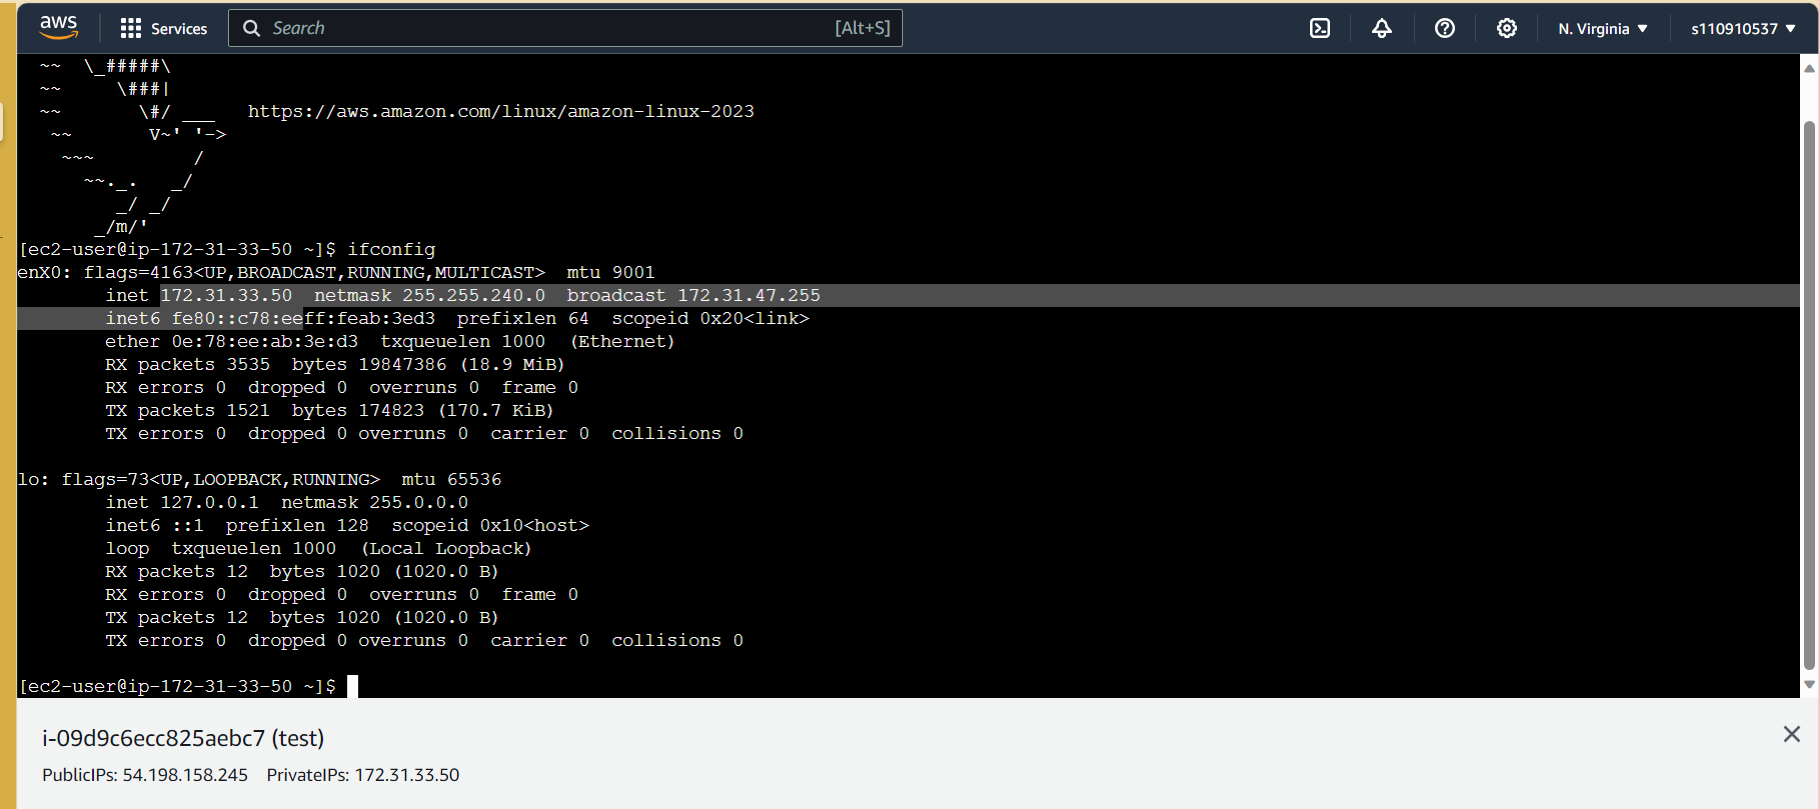 aws Services Search [Alt+S] N. Virginia s110910537
~~  \_#####\
~~     \###|
~~       \#/ ___   https://aws.amazon.com/linux/amazon-linux-2023
~~       V~' '->
~~~         /
~~._.   _/
_/ _/
_/m/'
[ec2-user@ip-172-31-33-50 ~]$ ifconfig
enX0: flags=4163<UP,BROADCAST,RUNNING,MULTICAST>  mtu 9001
inet 172.31.33.50  netmask 255.255.240.0  broadcast 172.31.47.255
inet6 fe80::c78:eeff:feab:3ed3  prefixlen 64  scopeid 0x20<link>
ether 0e:78:ee:ab:3e:d3  txqueuelen 1000  (Ethernet)
RX packets 3535  bytes 19847386 (18.9 MiB)
RX errors 0  dropped 0  overruns 0  frame 0
TX packets 1521  bytes 174823 (170.7 KiB)
TX errors 0  dropped 0 overruns 0  carrier 0  collisions 0
lo: flags=73<UP,LOOPBACK,RUNNING>  mtu 65536
inet 127.0.0.1  netmask 255.0.0.0
inet6 ::1  prefixlen 128  scopeid 0x10<host>
loop  txqueuelen 1000  (Local Loopback)
RX packets 12  bytes 1020 (1020.0 B)
RX errors 0  dropped 0  overruns 0  frame 0
TX packets 12  bytes 1020 (1020.0 B)
TX errors 0  dropped 0 overruns 0  carrier 0  collisions 0
[ec2-user@ip-172-31-33-50 ~]$
i-09d9c6ecc825aebc7 (test)
PublicIPs: 54.198.158.245 PrivateIPs: 172.31.33.50